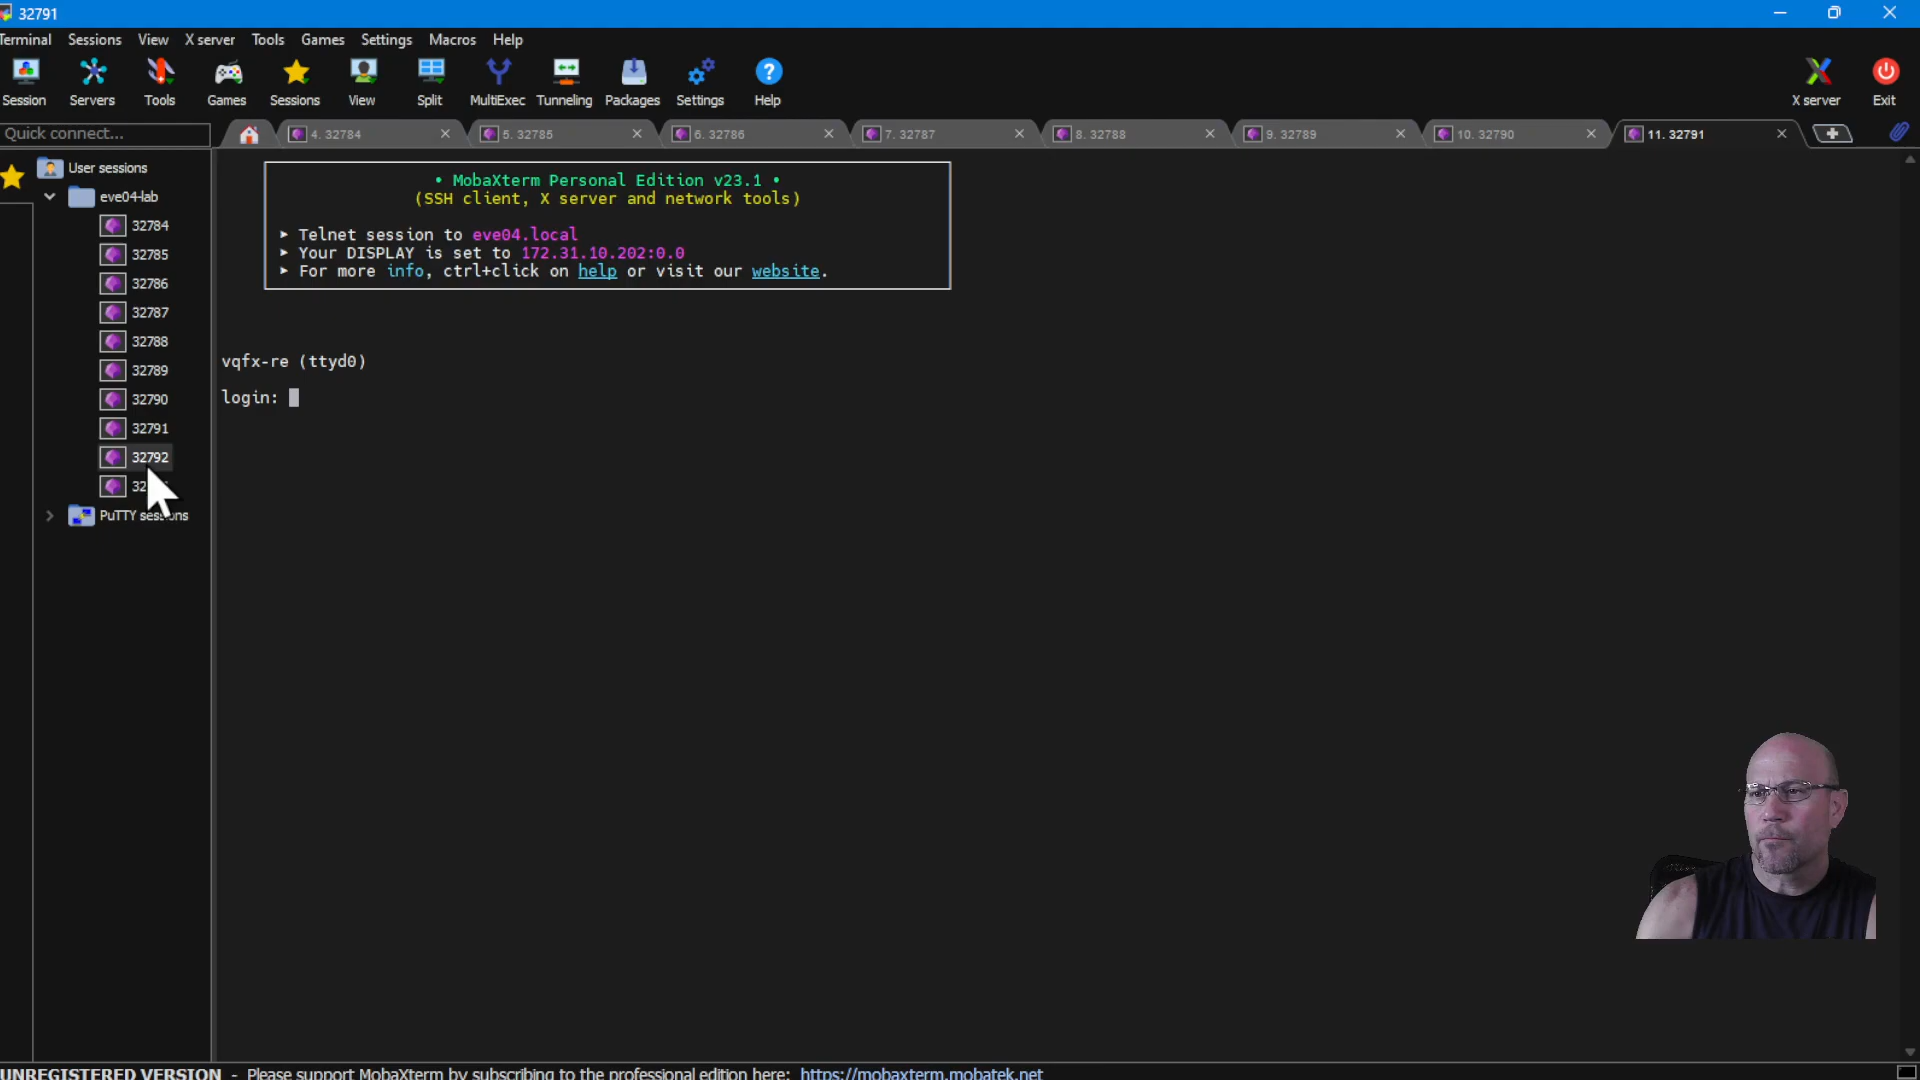 32791
Terminal Sessions View X server Tools Games Settings Macros Help
Session Servers Tools Games Sessions View Split MultiExec Tunneling Packages Settings Help X server Exit
Quick connect...
4. 32784 5. 32785 6. 32786 7. 32787 8. 32788 9. 32789 10. 32790 11. 32791
User sessions
eve04-lab
32784
32785
32786
32787
32788
32789
32790
32791
32792
PuTTY sessions
• MobaXterm Personal Edition v23.1 •
(SSH client, X server and network tools)
► Telnet session to eve04.local
► Your DISPLAY is set to 172.31.10.202:0.0
► For more info, ctrl+click on help or visit our website.
vqfx-re (ttyd0)
login:
UNREGISTERED VERSION - Please support MobaXterm by subscribing to the professional edition here: https://mobaxterm.mobatek.net